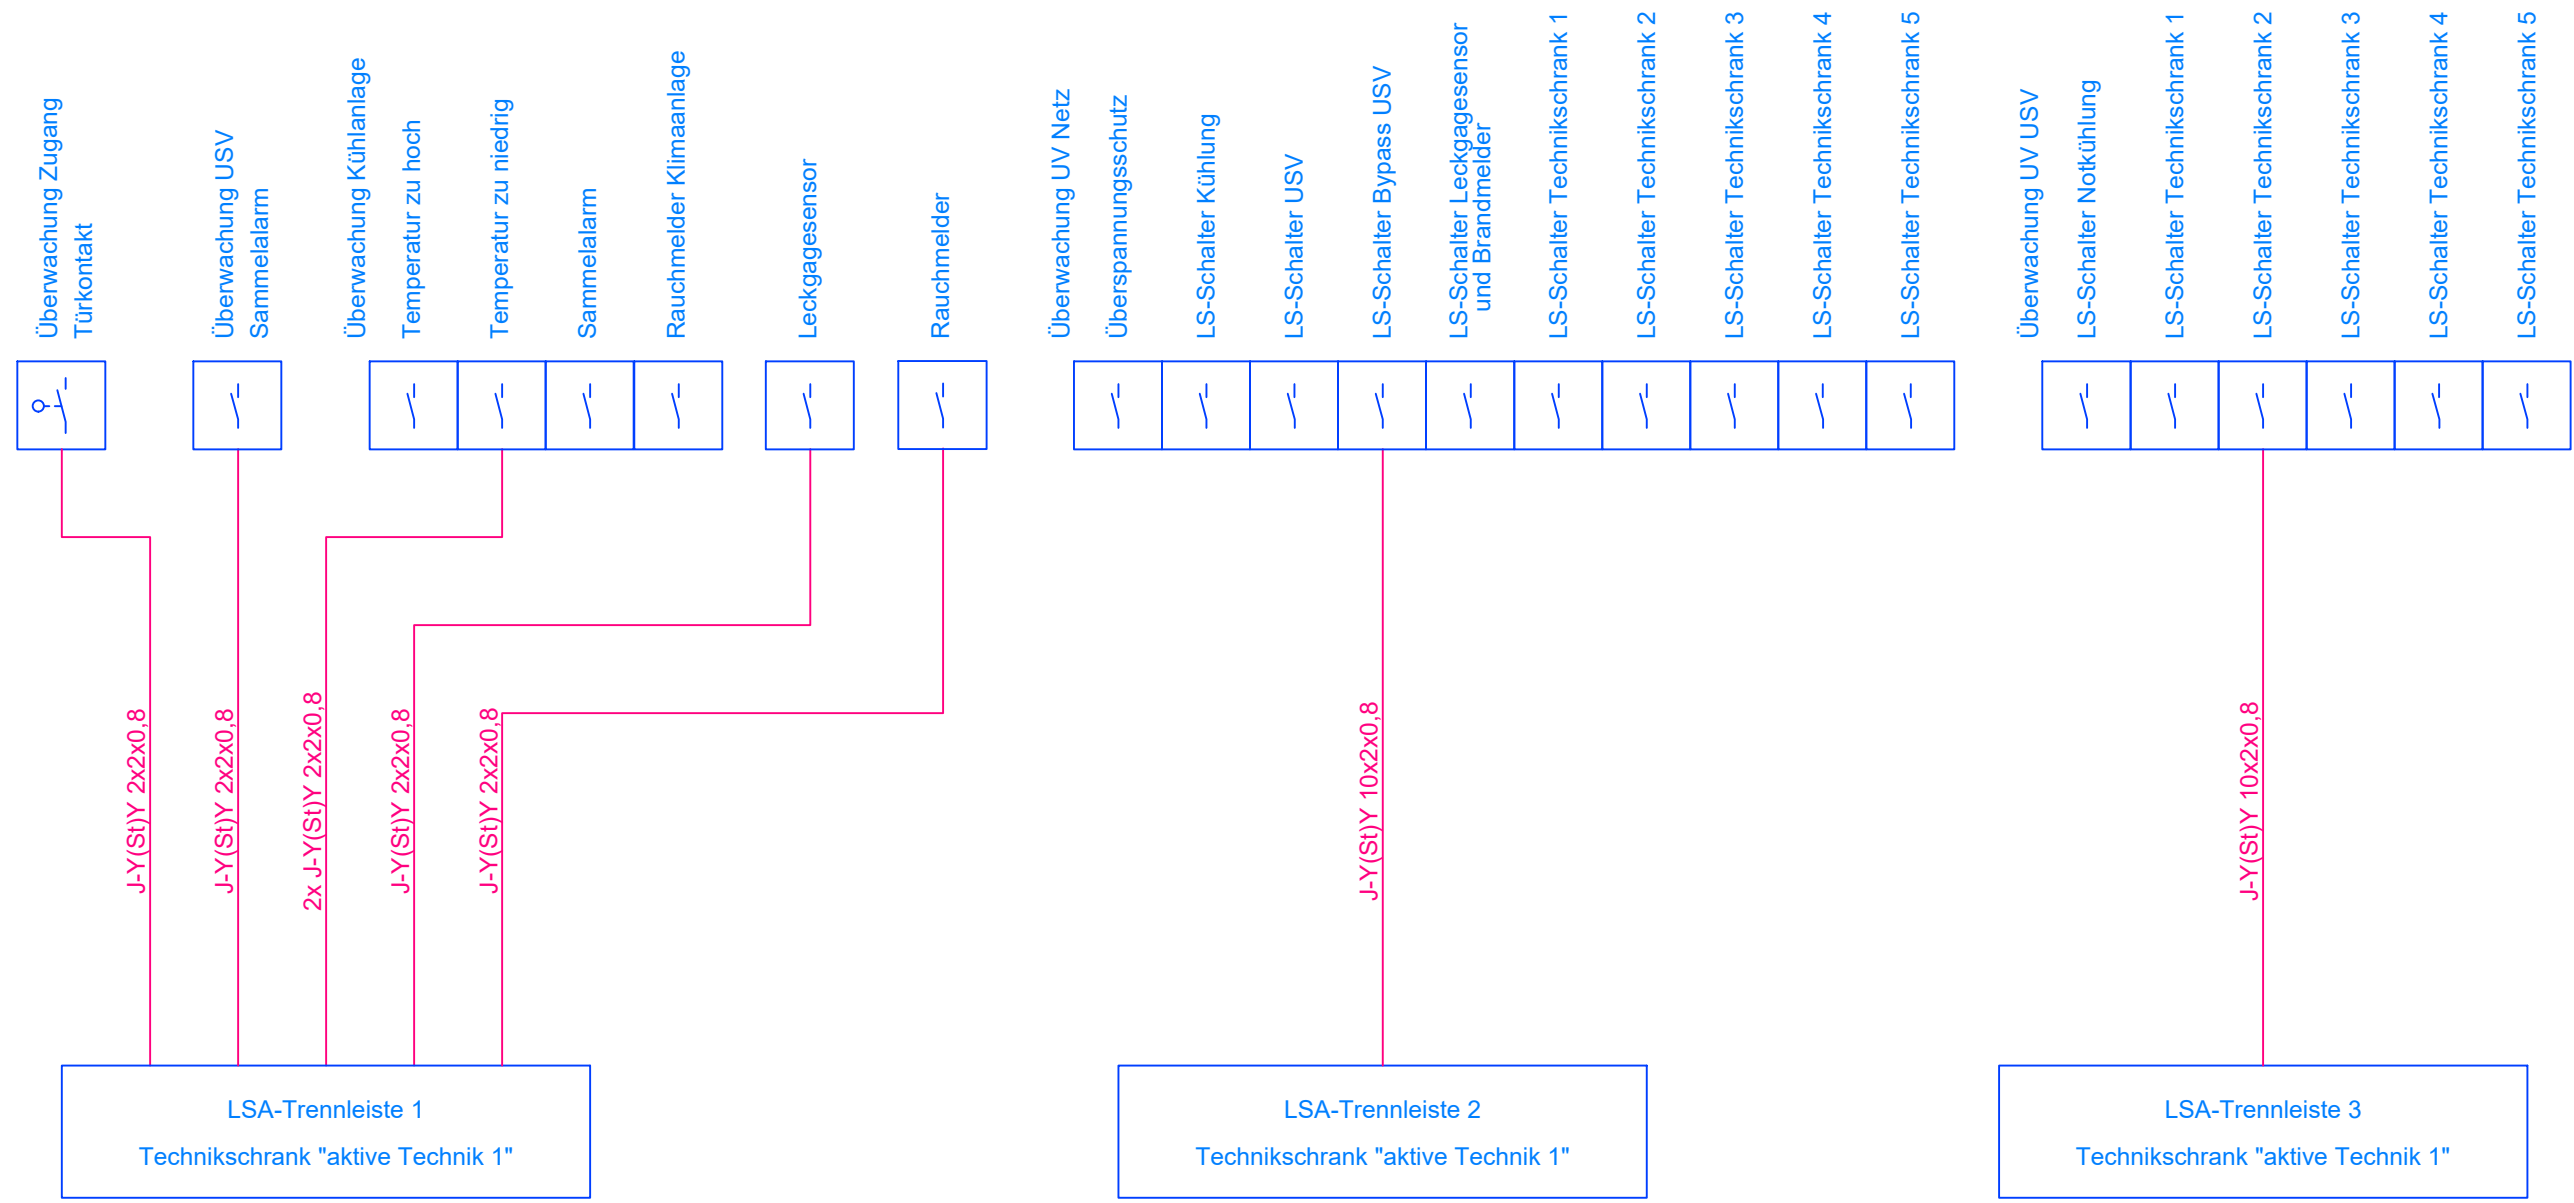 Überwachung Zugang
Türkontakt
Überwachung USV
Sammelalarm
Überwachung Kühlanlage
Temperatur zu hoch
Temperatur zu niedrig
Sammelalarm
Rauchmelder Klimaanlage
Leckgagesensor
Rauchmelder
Überwachung UV Netz
Überspannungsschutz
LS-Schalter Kühlung
LS-Schalter USV
LS-Schalter Bypass USV
LS-Schalter Leckgagesensor
und Brandmelder
LS-Schalter Technikschrank 1
LS-Schalter Technikschrank 2
LS-Schalter Technikschrank 3
LS-Schalter Technikschrank 4
LS-Schalter Technikschrank 5
Überwachung UV USV
LS-Schalter Notkühlung
LS-Schalter Technikschrank 1
LS-Schalter Technikschrank 2
LS-Schalter Technikschrank 3
LS-Schalter Technikschrank 4
LS-Schalter Technikschrank 5
J-Y(St)Y 2x2x0,8
J-Y(St)Y 2x2x0,8
2x J-Y(St)Y 2x2x0,8
J-Y(St)Y 2x2x0,8
J-Y(St)Y 2x2x0,8
J-Y(St)Y 10x2x0,8
J-Y(St)Y 10x2x0,8
LSA-Trennleiste 1
Technikschrank "aktive Technik 1"
LSA-Trennleiste 2
Technikschrank "aktive Technik 1"
LSA-Trennleiste 3
Technikschrank "aktive Technik 1"